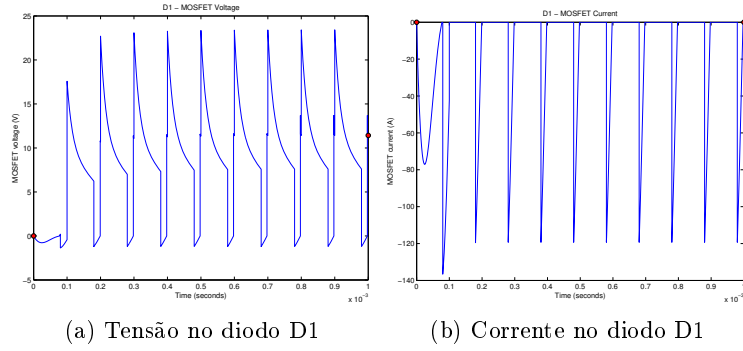 D1 – MOSFET Voltage
25
20
15
10
5
0
−5
MOSFET voltage (V)
0 0.1 0.2 0.3 0.4 0.5 0.6 0.7 0.8 0.9 1
Time (seconds)
x 10⁻³
(a) Tensão no diodo D1
D1 – MOSFET Current
0
−20
−40
−60
−80
−100
−120
−140
MOSFET current (A)
0 0.1 0.2 0.3 0.4 0.5 0.6 0.7 0.8 0.9 1
Time (seconds)
x 10⁻³
(b) Corrente no diodo D1